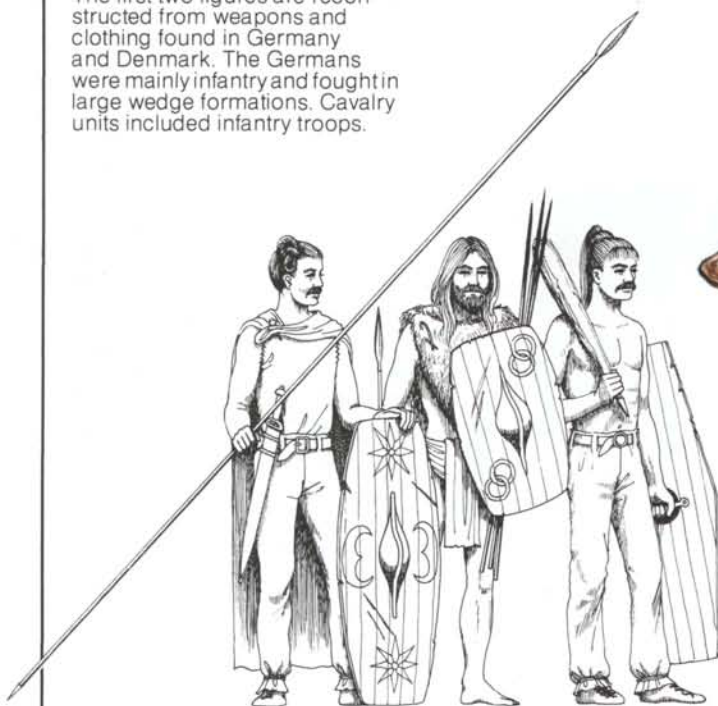 The first two figures are recon-
structed from weapons and
clothing found in Germany
and Denmark. The Germans
were mainly infantry and fought in
large wedge formations. Cavalry
units included infantry troops.